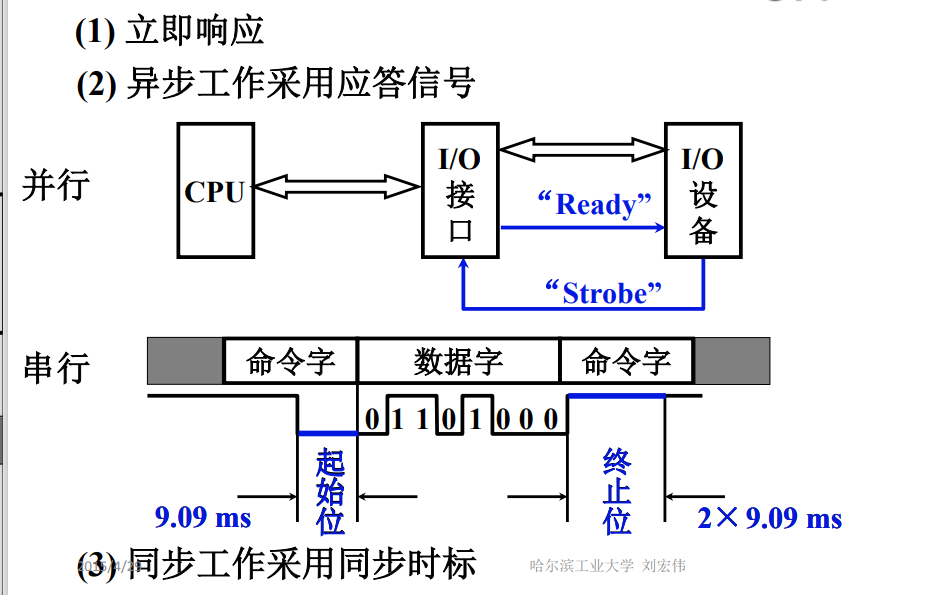 (1) 立即响应
(2) 异步工作采用应答信号
并行
CPU
I/O
接
口
I/O
设
备
“Ready”
“Strobe”
串行
命令字 数据字 命令字
0 1 1 0 1 0 0 0
起
始
位
终
止
位
9.09 ms
2×9.09 ms
(3) 同步工作采用同步时标
哈尔滨工业大学 刘宏伟